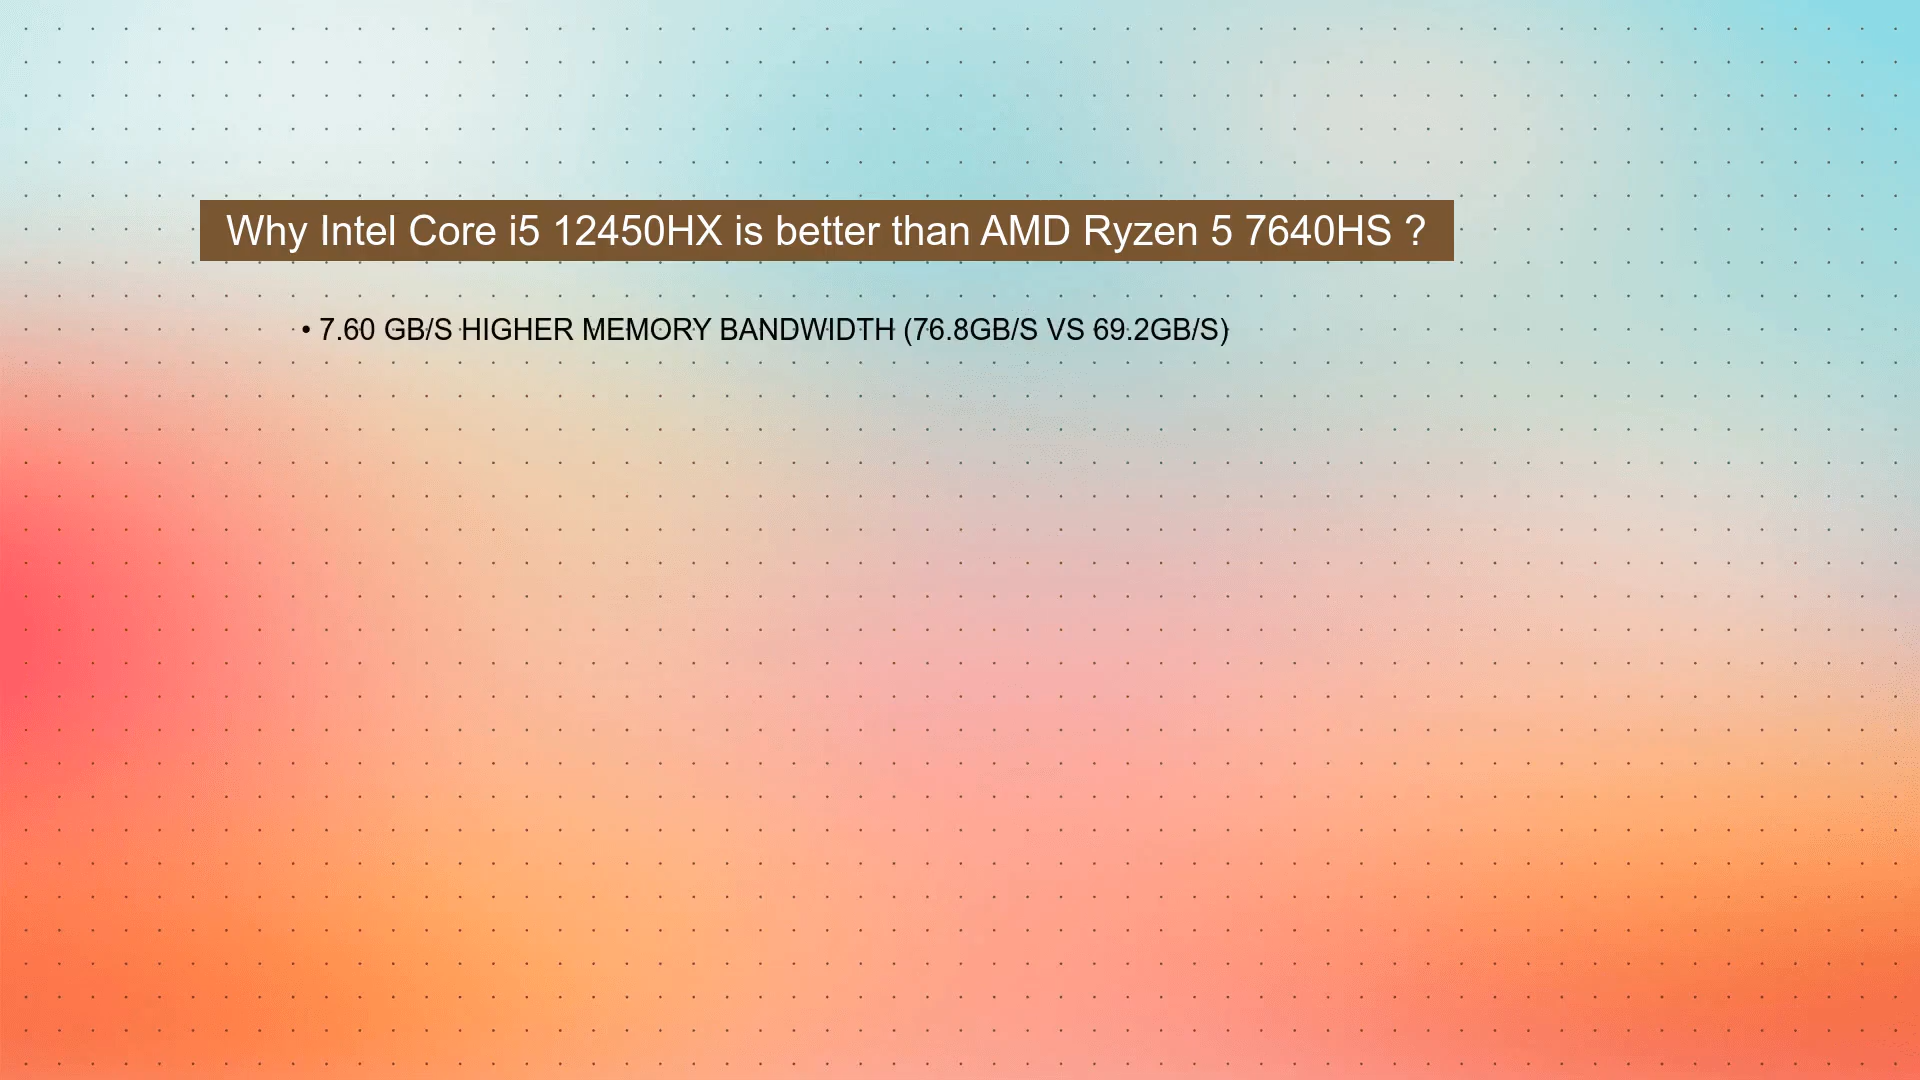 Why Intel Core i5 12450HX is better than AMD Ryzen 5 7640HS ?
• 7.60 GB/S HIGHER MEMORY BANDWIDTH (76.8GB/S VS 69.2GB/S)